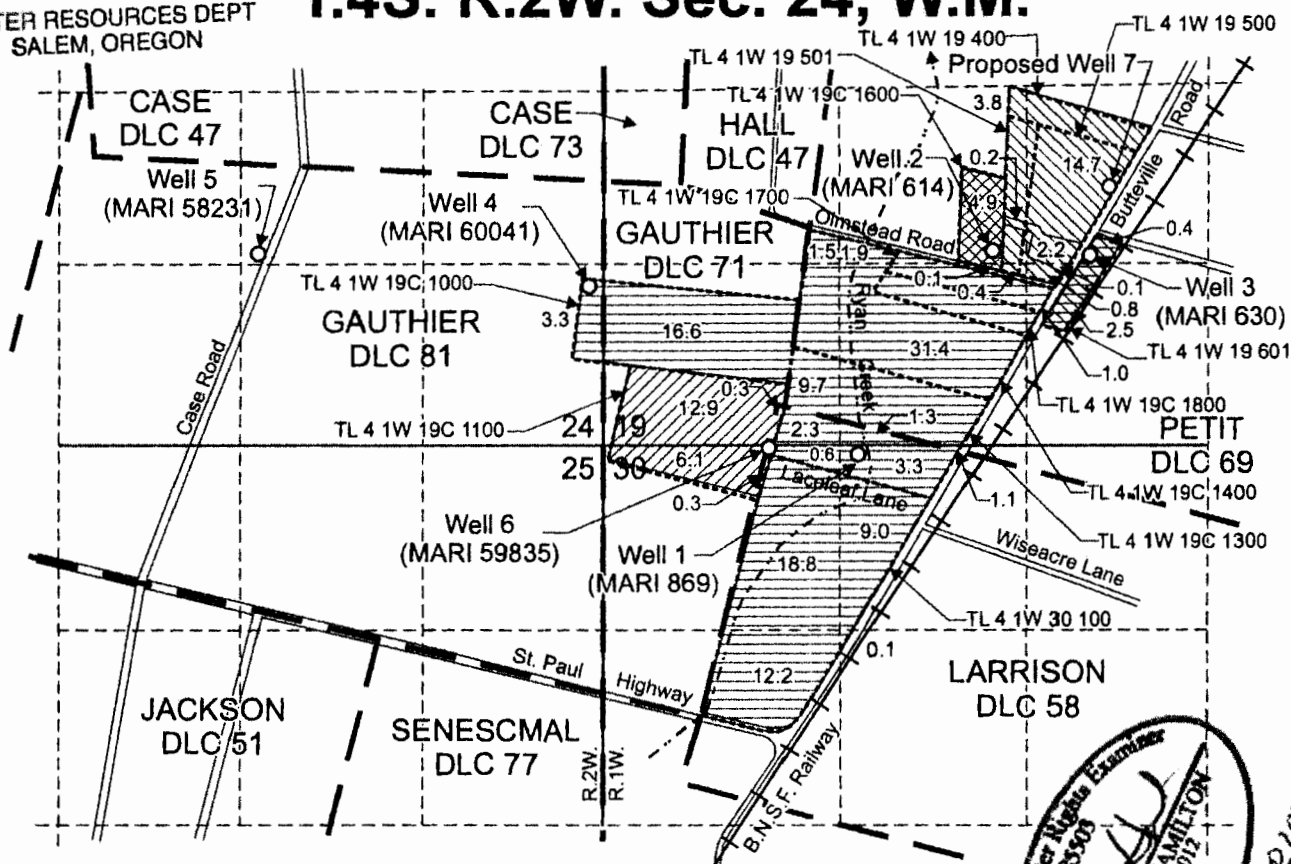 T.4S. R.2W. Sec. 24, W.M.
TER RESOURCES DEPT
SALEM, OREGON
TL 4 1W 19 500
TL 4 1W 19 400
TL 4 1W 19 501
Proposed Well 7
TL 4 1W 19C 1600
3.8
Road
CASE
DLC 47
CASE
DLC 73
HALL
DLC 47
0.2
14.7
Butteville
Well 2
(MARI 614)
Well 5
(MARI 58231)
4.9
TL 4 1W 19C 1700
Well 4
(MARI 60041)
GAUTHIER
DLC 71
Olmstead Road
0.4
2.2
1.5
1.9
0.1
0.4
0.1
0.8
2.5
Well 3
(MARI 630)
TL 4 1W 19C 1000
3.3
16.6
Ryan
Creek
31.4
GAUTHIER
DLC 81
TL 4 1W 19 601
1.0
0.3
9.7
12.9
1.3
TL 4 1W 19C 1800
TL 4 1W 19C 1100
24
19
2.3
PETIT
DLC 69
Case Road
25
30
6.1
0.6
3.3
Laceleaf Lane
TL 4 1W 19C 1400
1.1
0.3
Well 6
(MARI 59835)
Well 1
(MARI 869)
9.0
TL 4 1W 19C 1300
Wiseacre Lane
18.8
TL 4 1W 30 100
0.1
St. Paul
Highway
12.2
LARRISON
DLC 58
JACKSON
DLC 51
SENESCMAL
DLC 77
R.2W.
R.1W.
B.N.S.F. Railway
er Rights Examiner
5503
AMILTON